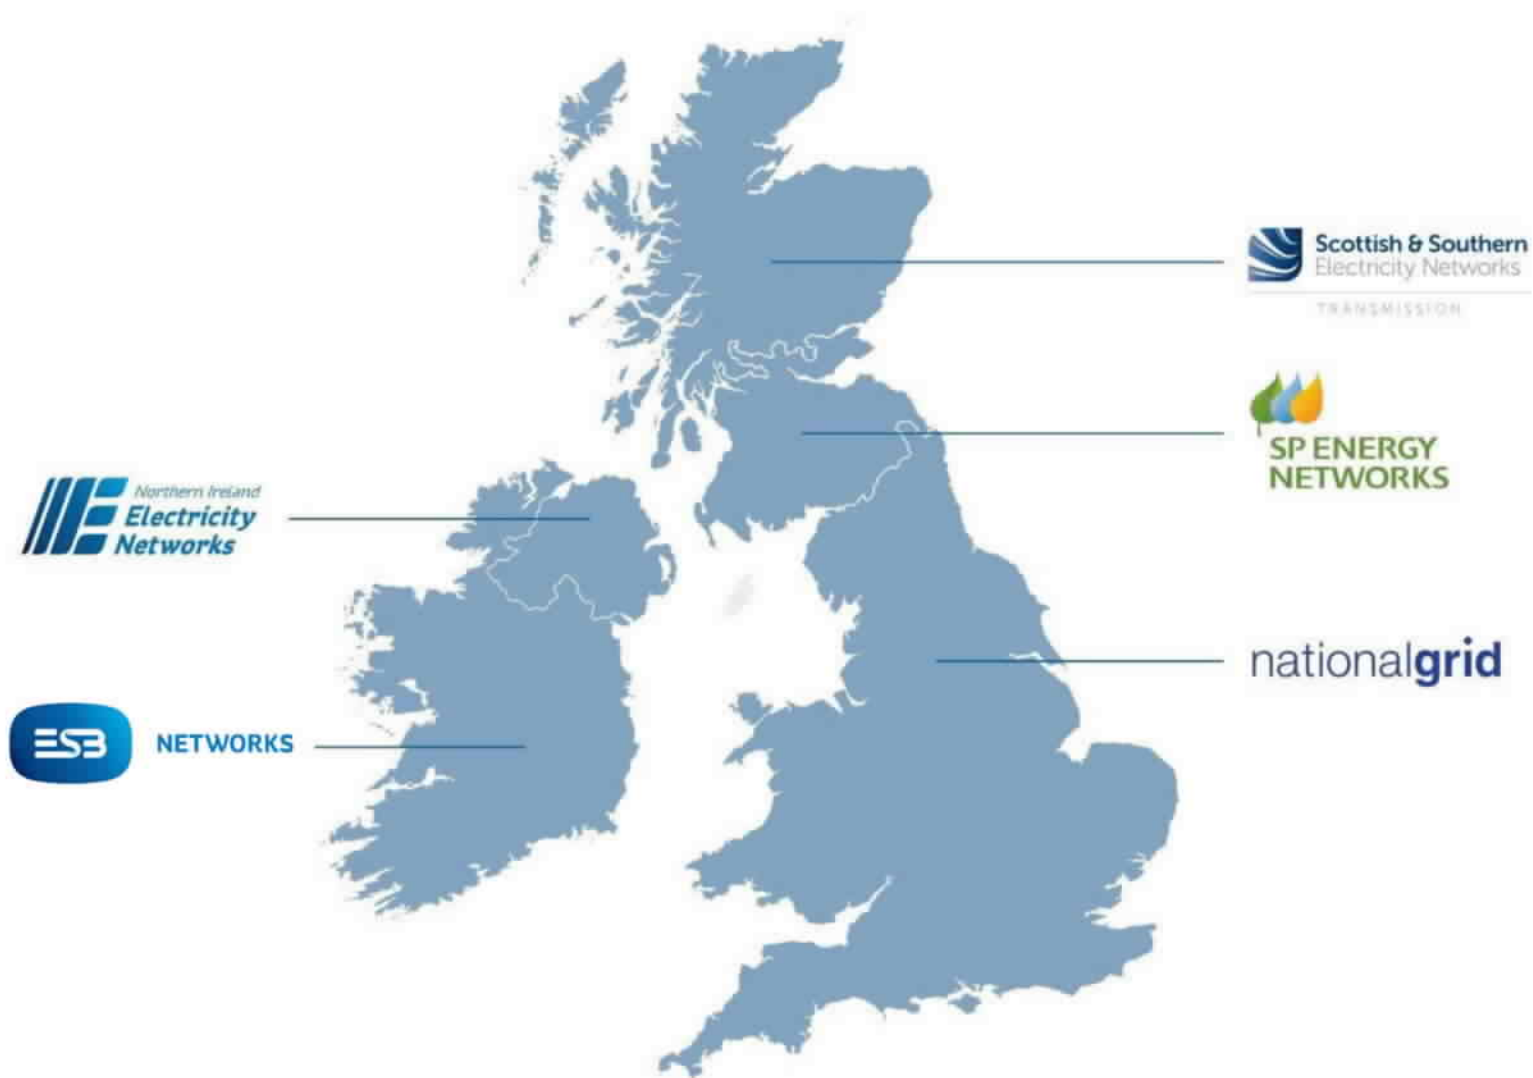 Scottish & Southern
Electricity Networks
TRANSMISSION
SP ENERGY
NETWORKS
Northern Ireland
Electricity
Networks
nationalgrid
ESB NETWORKS